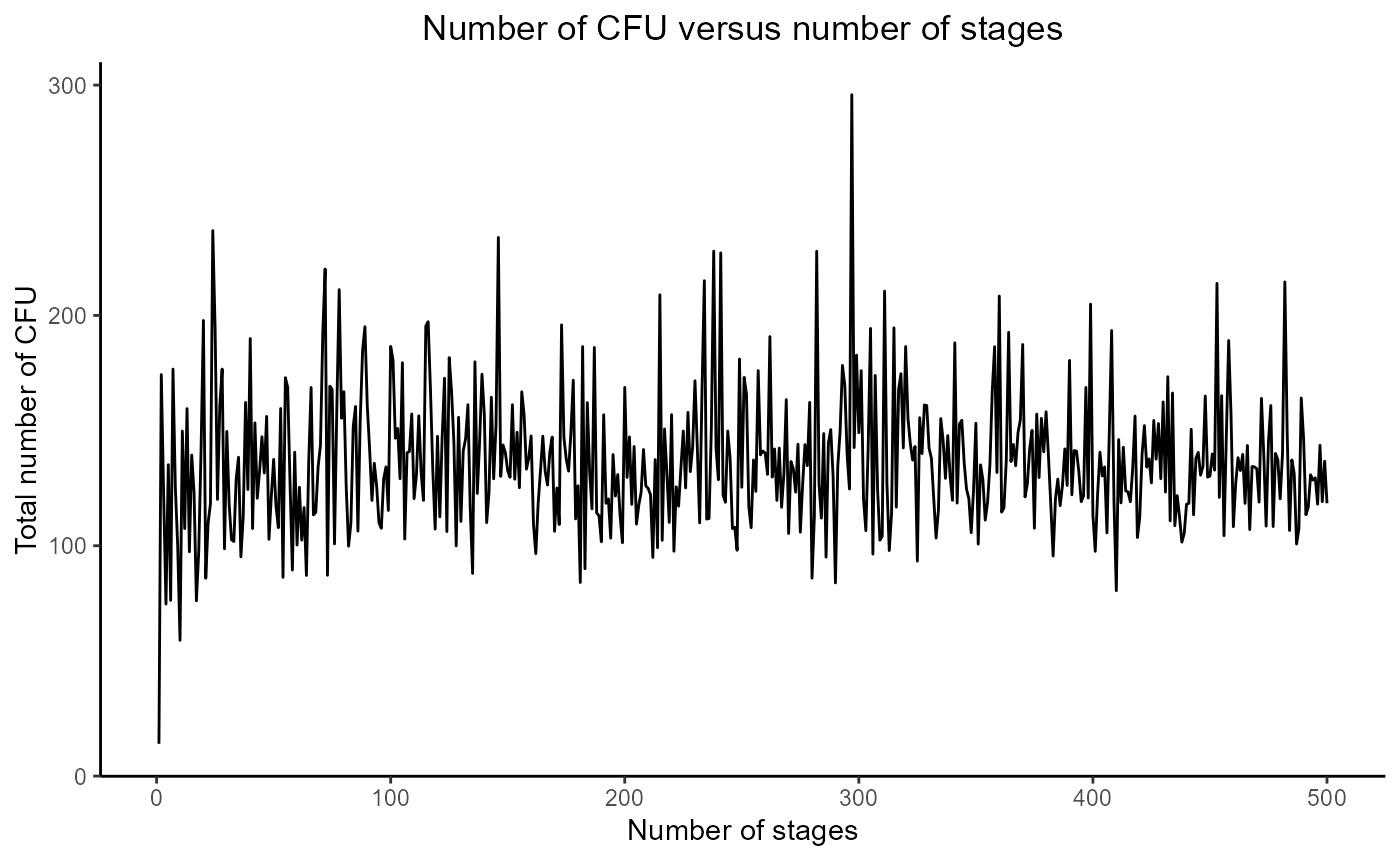 Number of CFU versus number of stages
Total number of CFU
300
200
100
0
0 100 200 300 400 500
Number of stages